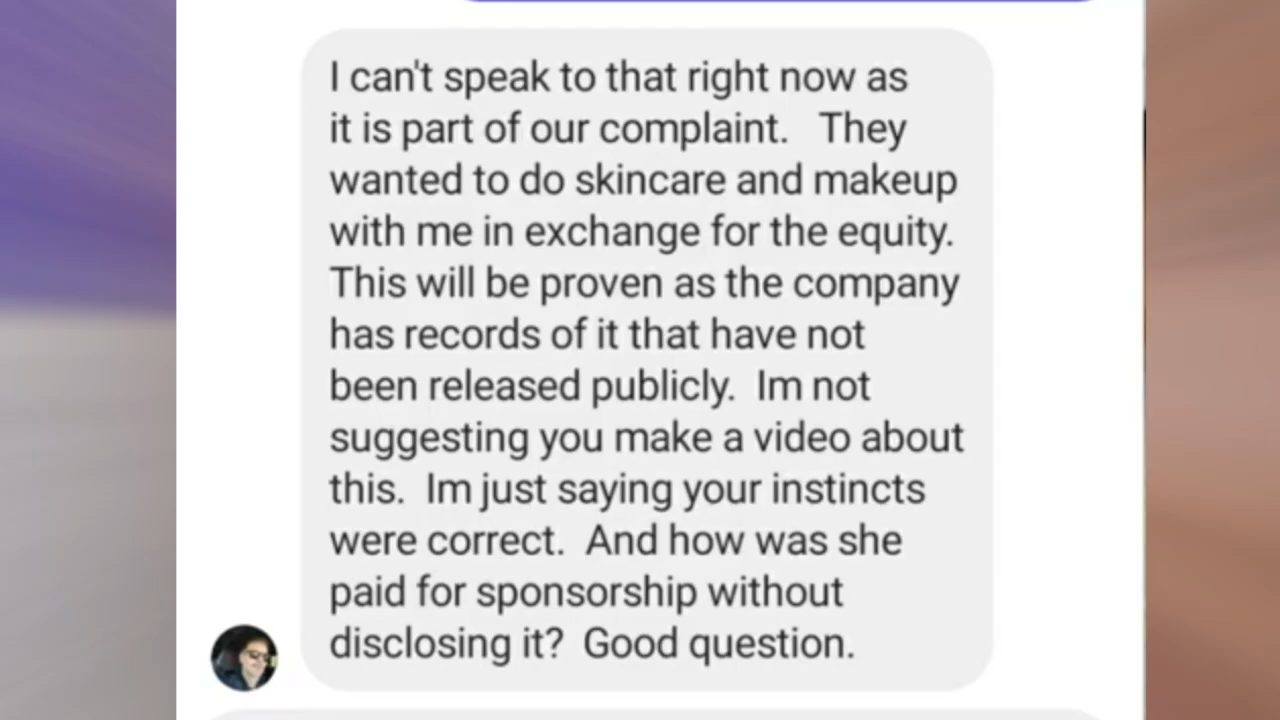 I can't speak to that right now as
it is part of our complaint.   They
wanted to do skincare and makeup
with me in exchange for the equity.
This will be proven as the company
has records of it that have not
been released publicly.  Im not
suggesting you make a video about
this.  Im just saying your instincts
were correct.  And how was she
paid for sponsorship without
disclosing it?  Good question.